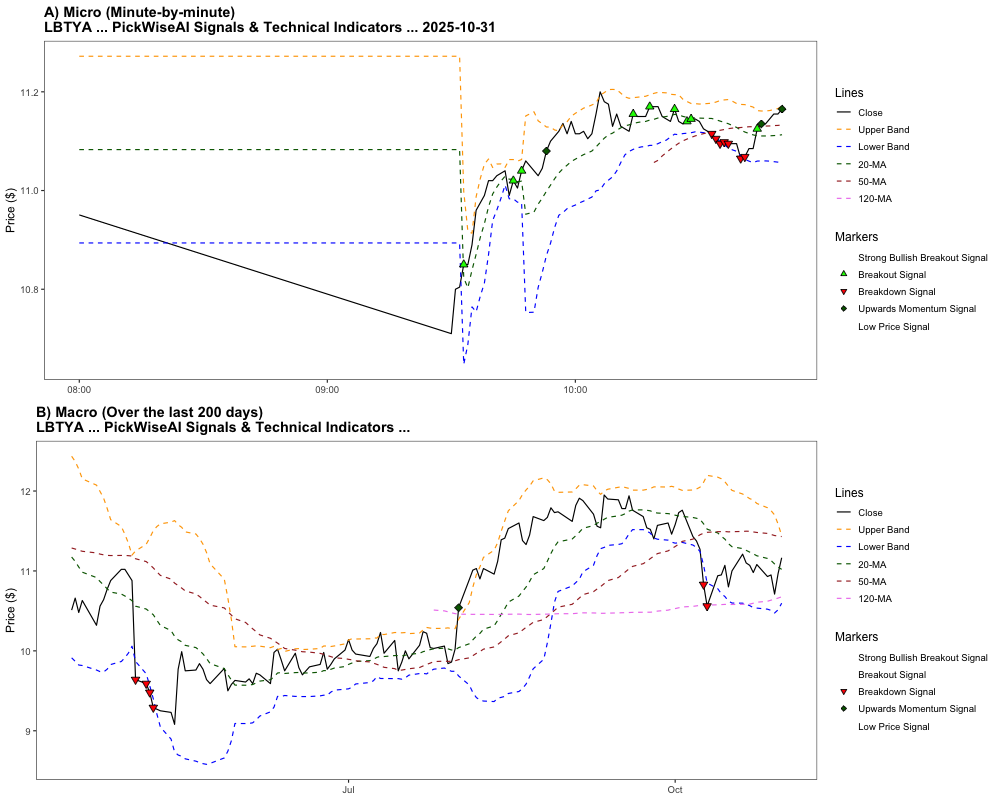 A) Micro (Minute-by-minute)
LBTYA ... PickWiseAI Signals & Technical Indicators ... 2025-10-31
Price ($)
11.2
11.0
10.8
08:00
09:00
10:00
Lines
Close
Upper Band
Lower Band
20-MA
50-MA
120-MA
Markers
Strong Bullish Breakout Signal
Breakout Signal
Breakdown Signal
Upwards Momentum Signal
Low Price Signal
B) Macro (Over the last 200 days)
LBTYA ... PickWiseAI Signals & Technical Indicators ...
Price ($)
12
11
10
9
Jul
Oct
Lines
Close
Upper Band
Lower Band
20-MA
50-MA
120-MA
Markers
Strong Bullish Breakout Signal
Breakout Signal
Breakdown Signal
Upwards Momentum Signal
Low Price Signal